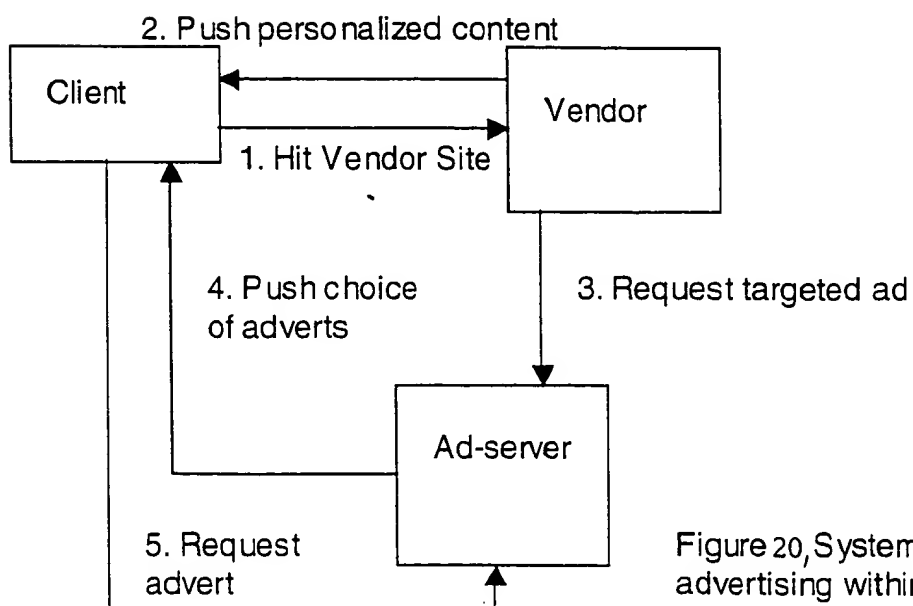 2. Push personalized content
Client
Vendor
1. Hit Vendor Site
4. Push choice
of adverts
3. Request targeted ad
Ad-server
5. Request
advert
Figure 20, System
advertising within